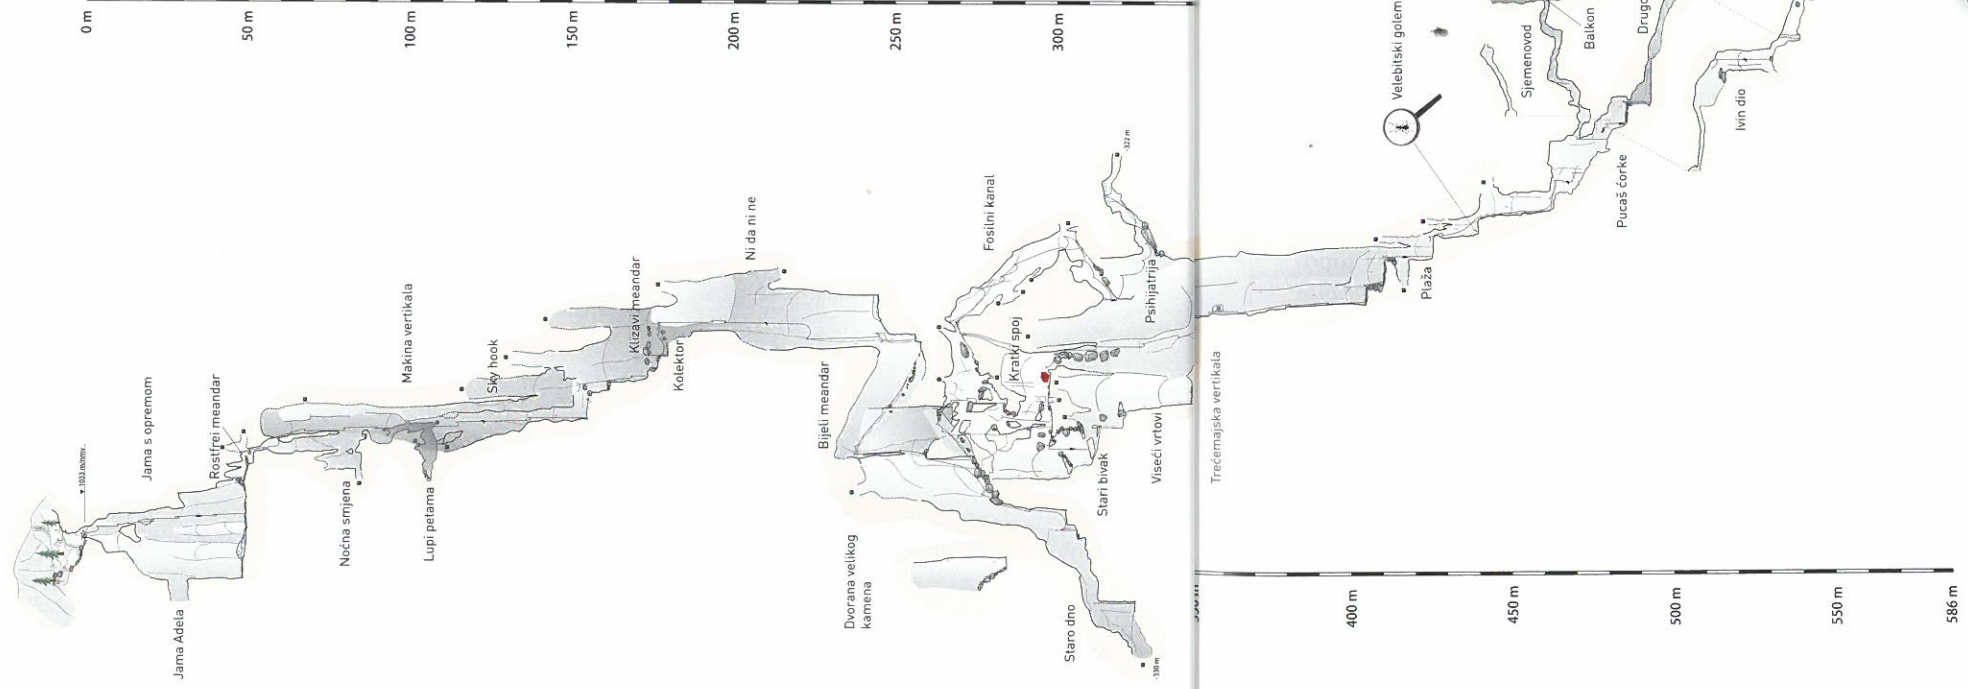 0 m
50 m
100 m
150 m
200 m
250 m
300 m
400 m
450 m
500 m
550 m
586 m
Jama s opremom
Rostfrei meandar
Jama Adela
Noćna smjena
Lupi petama
Makina vertikala
Sky hook
Klizavi meandar
Kolektor
Ni da ni ne
Bijeli meandar
Dvorana velikog
kamena
Staro dno
-330 m
Fosilni kanal
Kratki spoj
Stari bivak
Viseći vrtovi
Psihijatrija
-322 m
Trećemajska vertikala
Plaža
Velebitski golem
Sjemenovod
Balkon
Pucaš ćorke
Ivin dio